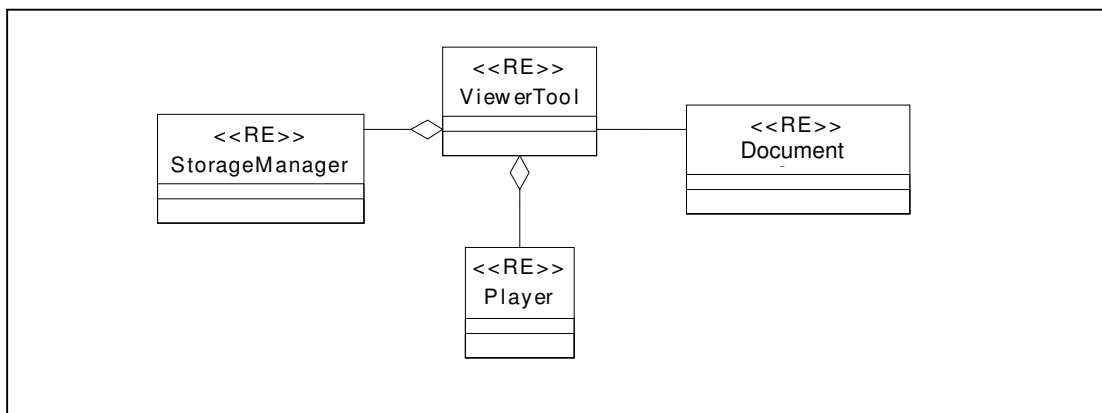 <<RE>>
ViewerTool
<<RE>>
StorageManager
<<RE>>
Document
<<RE>>
Player